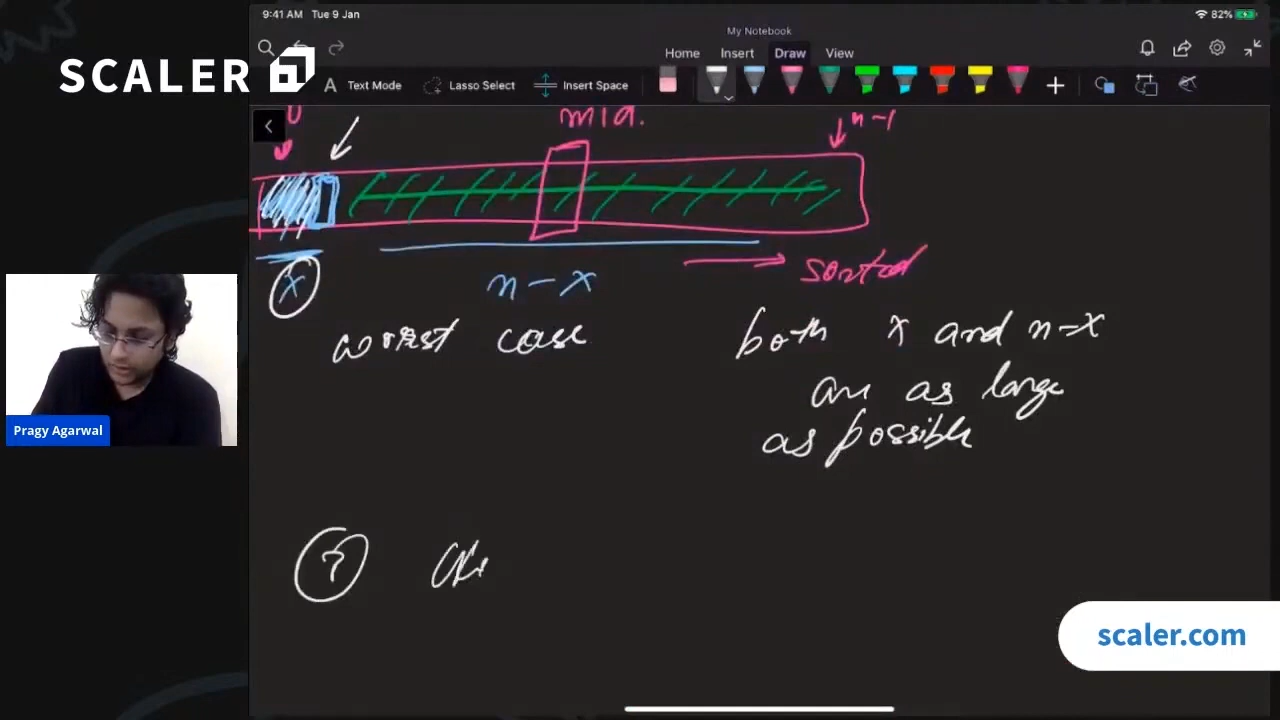 9:41 AM Tue 9 Jan
82%
My Notebook
SCALER
Home Insert Draw View
Text Mode Lasso Select Insert Space
mid.
n-1
x
n-x
sorted
worst case
both x and n-x
are as large
as possible
Pragy Agarwal
?
scaler.com